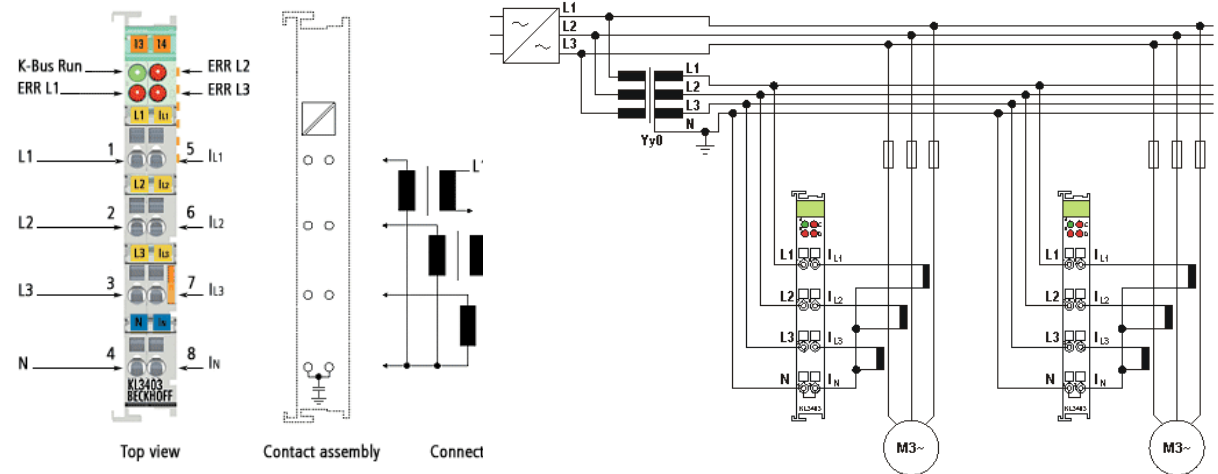 I3 I4
K-Bus Run
ERR L2
ERR L1
ERR L3
L1 IL1
L1
1
5
IL1
L2 IL2
L2
2
6
IL2
L3 IL3
L3
3
7
IL3
N IN
N
4
8
IN
KL3403
BECKHOFF
Top view
Contact assembly
Connect
L1
L2
L3
L1
L2
L3
N
Yy0
L1
IL1
L2
IL2
L3
IL3
N
IN
KL3403
M3~
L1
IL1
L2
IL2
L3
IL3
N
IN
KL3403
M3~